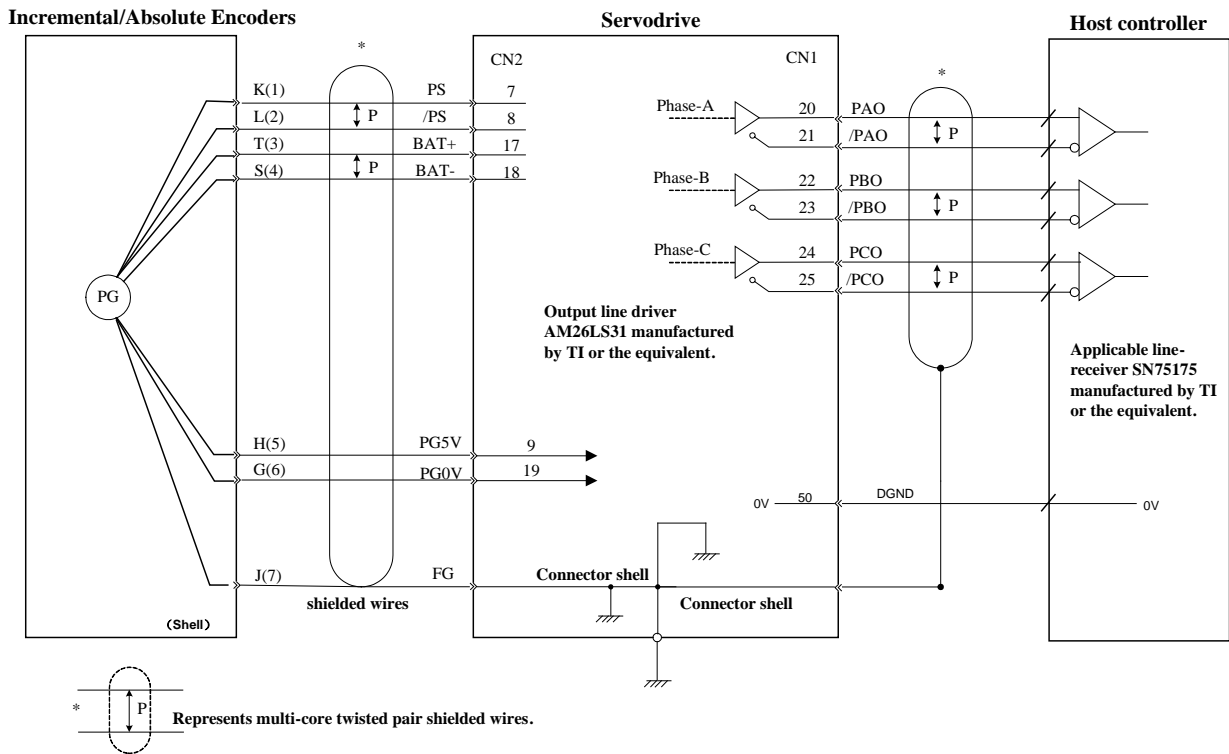 Incremental/Absolute Encoders
Servodrive
Host controller
*
CN2
CN1
*
K(1) PS 7
P
L(2) /PS 8
T(3) BAT+ 17
P
S(4) BAT- 18
Phase-A 20 PAO
P
21 /PAO
Phase-B 22 PBO
P
23 /PBO
Phase-C 24 PCO
P
25 /PCO
PG
Output line driver
AM26LS31 manufactured
by TI or the equivalent.
Applicable line-
receiver SN75175
manufactured by TI
or the equivalent.
H(5) PG5V 9
G(6) PG0V 19
0V 50 DGND 0V
J(7) FG Connector shell
shielded wires
Connector shell
(Shell)
* P Represents multi-core twisted pair shielded wires.